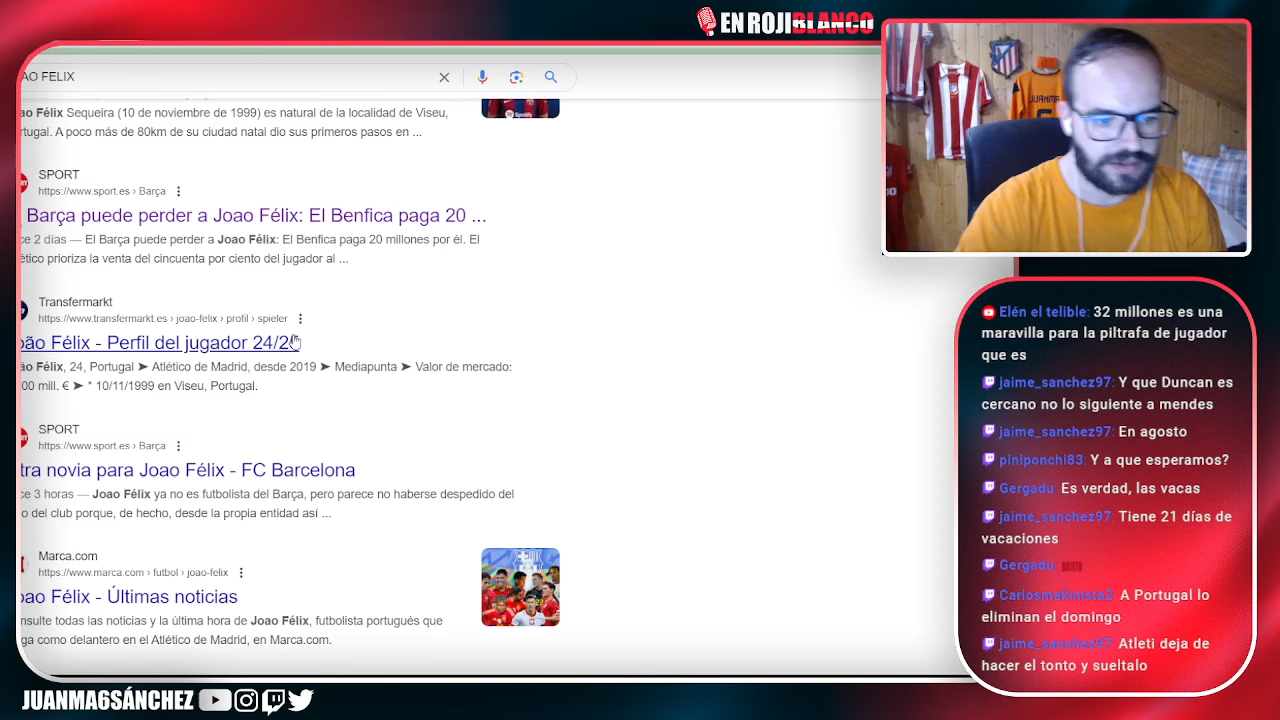 EN ROJIBLANCO
AO FELIX
ao Félix Sequeira (10 de noviembre de 1999) es natural de la localidad de Viseu,
rtugal. A poco más de 80km de su ciudad natal dio sus primeros pasos en ...
SPORT
https://www.sport.es › Barça
Barça puede perder a Joao Félix: El Benfica paga 20 ...
ce 2 días — El Barça puede perder a Joao Félix: El Benfica paga 20 millones por él. El
ético prioriza la venta del cincuenta por ciento del jugador al ...
Transfermarkt
https://www.transfermarkt.es › joao-felix › profil › spieler
oão Félix - Perfil del jugador 24/2
ão Félix, 24, Portugal ➤ Atlético de Madrid, desde 2019 ➤ Mediapunta ➤ Valor de mercado:
00 mill. € ➤ * 10/11/1999 en Viseu, Portugal.
SPORT
https://www.sport.es › Barça
tra novia para Joao Félix - FC Barcelona
ce 3 horas — Joao Félix ya no es futbolista del Barça, pero parece no haberse despedido del
o del club porque, de hecho, desde la propia entidad así ...
Marca.com
https://www.marca.com › futbol › joao-felix
oao Félix - Últimas noticias
nsulte todas las noticias y la última hora de Joao Félix, futbolista portugués que
ga como delantero en el Atlético de Madrid, en Marca.com.
JUANMA
Elén el telible: 32 millones es una
maravilla para la piltrafa de jugador
que es
jaime_sanchez97: Y que Duncan es
cercano no lo siguiente a mendes
jaime_sanchez97: En agosto
piniponchi83: Y a que esperamos?
Gergadu: Es verdad, las vacas
jaime_sanchez97: Tiene 21 días de
vacaciones
Gergadu:
Carlosmakinista2: A Portugal lo
eliminan el domingo
jaime_sanchez97: Atleti deja de
hacer el tonto y sueltalo
JUANMA6SÁNCHEZ